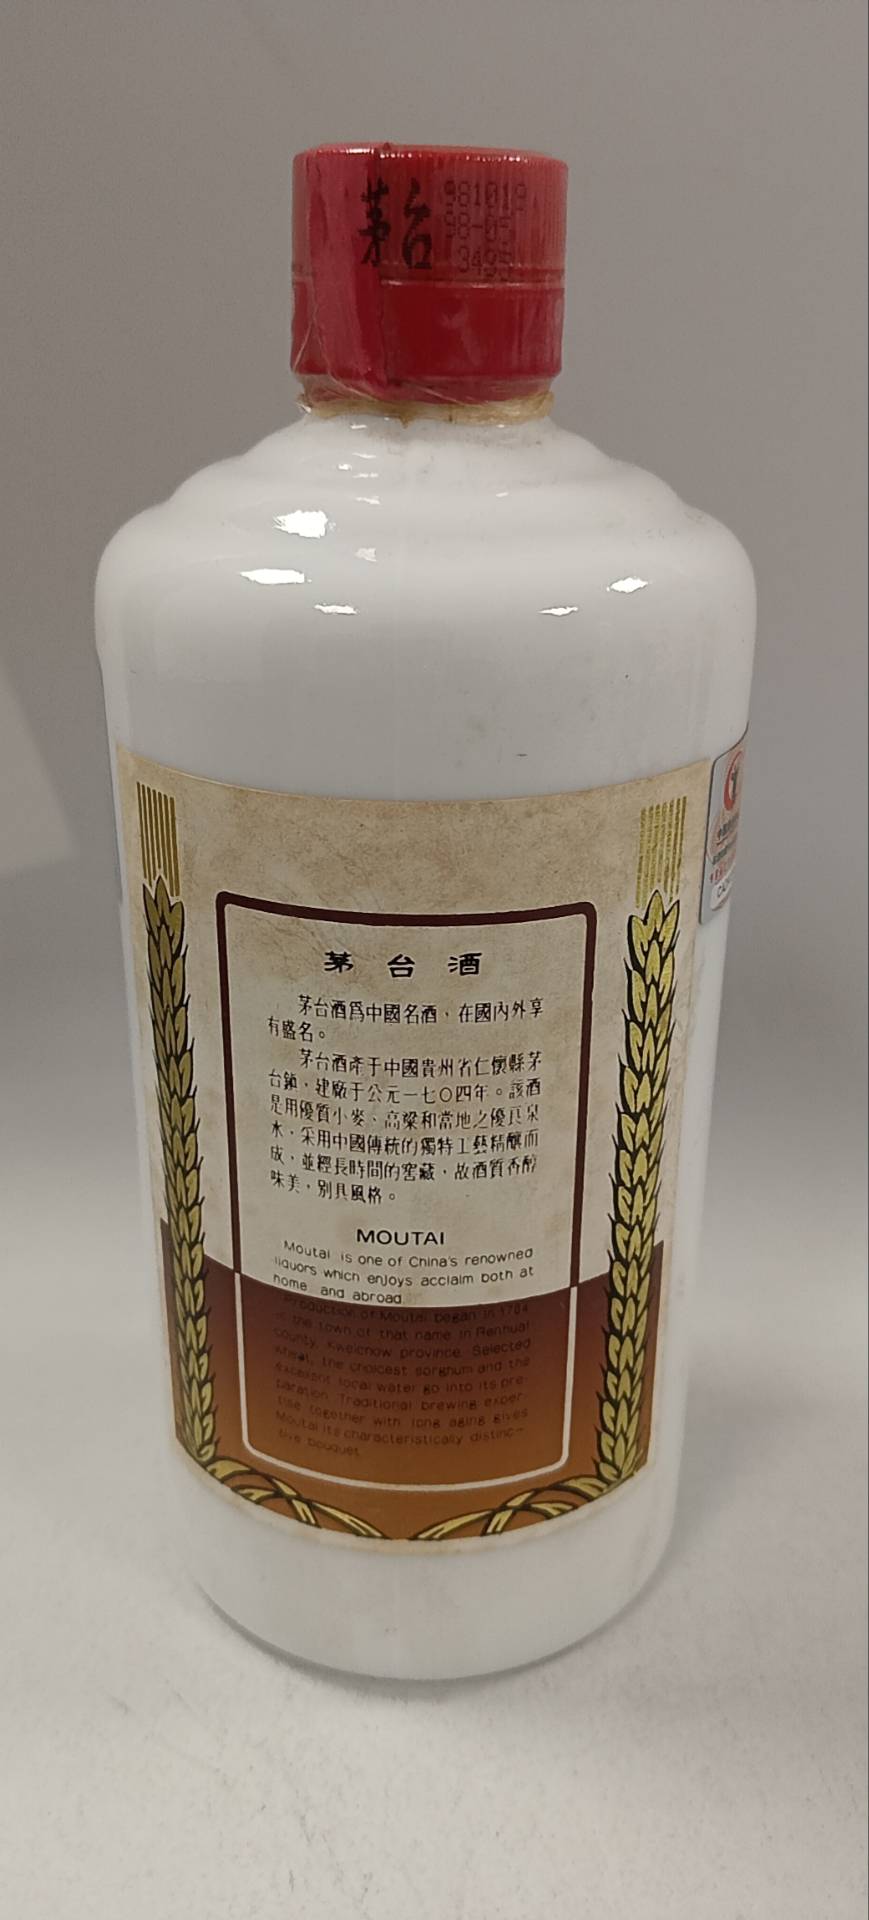 茅台
981019
98-05
3495
茅台酒
茅台酒爲中國名酒、在國內外享
有盛名。
茅台酒產于中國貴州省仁懷縣茅
台鎮，建廠于公元一七〇四年。該酒
是用優質小麥、高粱和當地之優良泉
水，采用中國傳統的獨特工藝精釀而
成，並經長時間的窖藏，故酒質香醇
味美，別具風格。
MOUTAI
Moutai is one of China's renowned
liquors which enjoys acclaim both at
home and abroad.
Production of Moutai began in 1704
in the town of that name in Renhuai
county, Kweichow province. Selected
wheat, the choicest sorghum and the
excellent local water go into its pre-
paration. Traditional brewing exper-
tise together with long aging gives
Moutai its characteristically distinc-
tive bouquet.